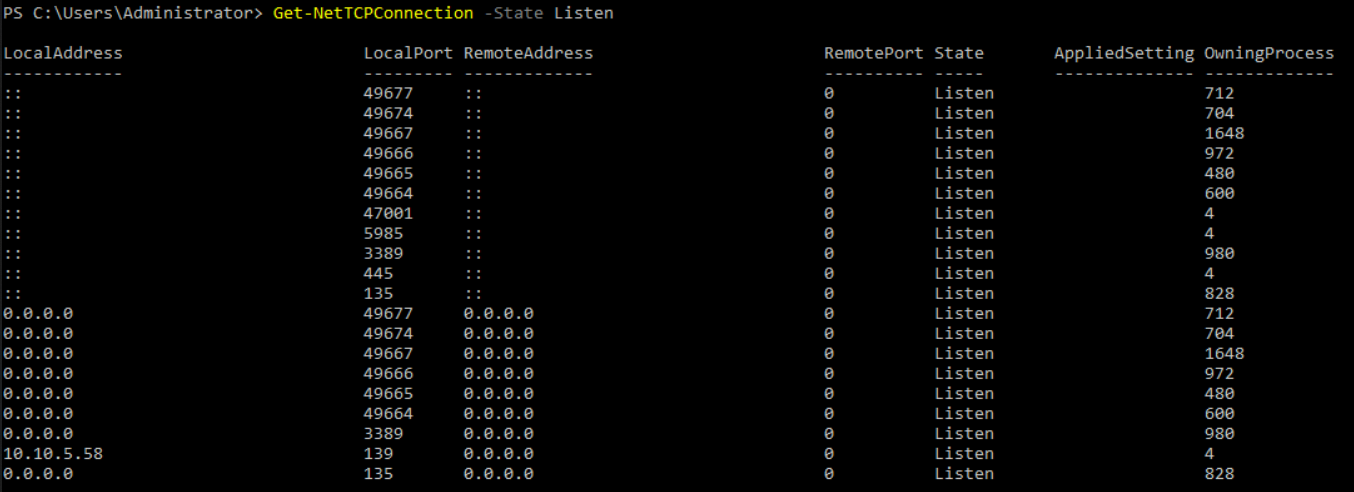 PS C:\Users\Administrator> Get-NetTCPConnection -State Listen
LocalAddress LocalPort RemoteAddress RemotePort State AppliedSetting OwningProcess
------------ --------- ------------- ---------- ----- -------------- -------------
:: 49677 :: 0 Listen 712
:: 49674 :: 0 Listen 704
:: 49667 :: 0 Listen 1648
:: 49666 :: 0 Listen 972
:: 49665 :: 0 Listen 480
:: 49664 :: 0 Listen 600
:: 47001 :: 0 Listen 4
:: 5985 :: 0 Listen 4
:: 3389 :: 0 Listen 980
:: 445 :: 0 Listen 4
:: 135 :: 0 Listen 828
0.0.0.0 49677 0.0.0.0 0 Listen 712
0.0.0.0 49674 0.0.0.0 0 Listen 704
0.0.0.0 49667 0.0.0.0 0 Listen 1648
0.0.0.0 49666 0.0.0.0 0 Listen 972
0.0.0.0 49665 0.0.0.0 0 Listen 480
0.0.0.0 49664 0.0.0.0 0 Listen 600
0.0.0.0 3389 0.0.0.0 0 Listen 980
10.10.5.58 139 0.0.0.0 0 Listen 4
0.0.0.0 135 0.0.0.0 0 Listen 828